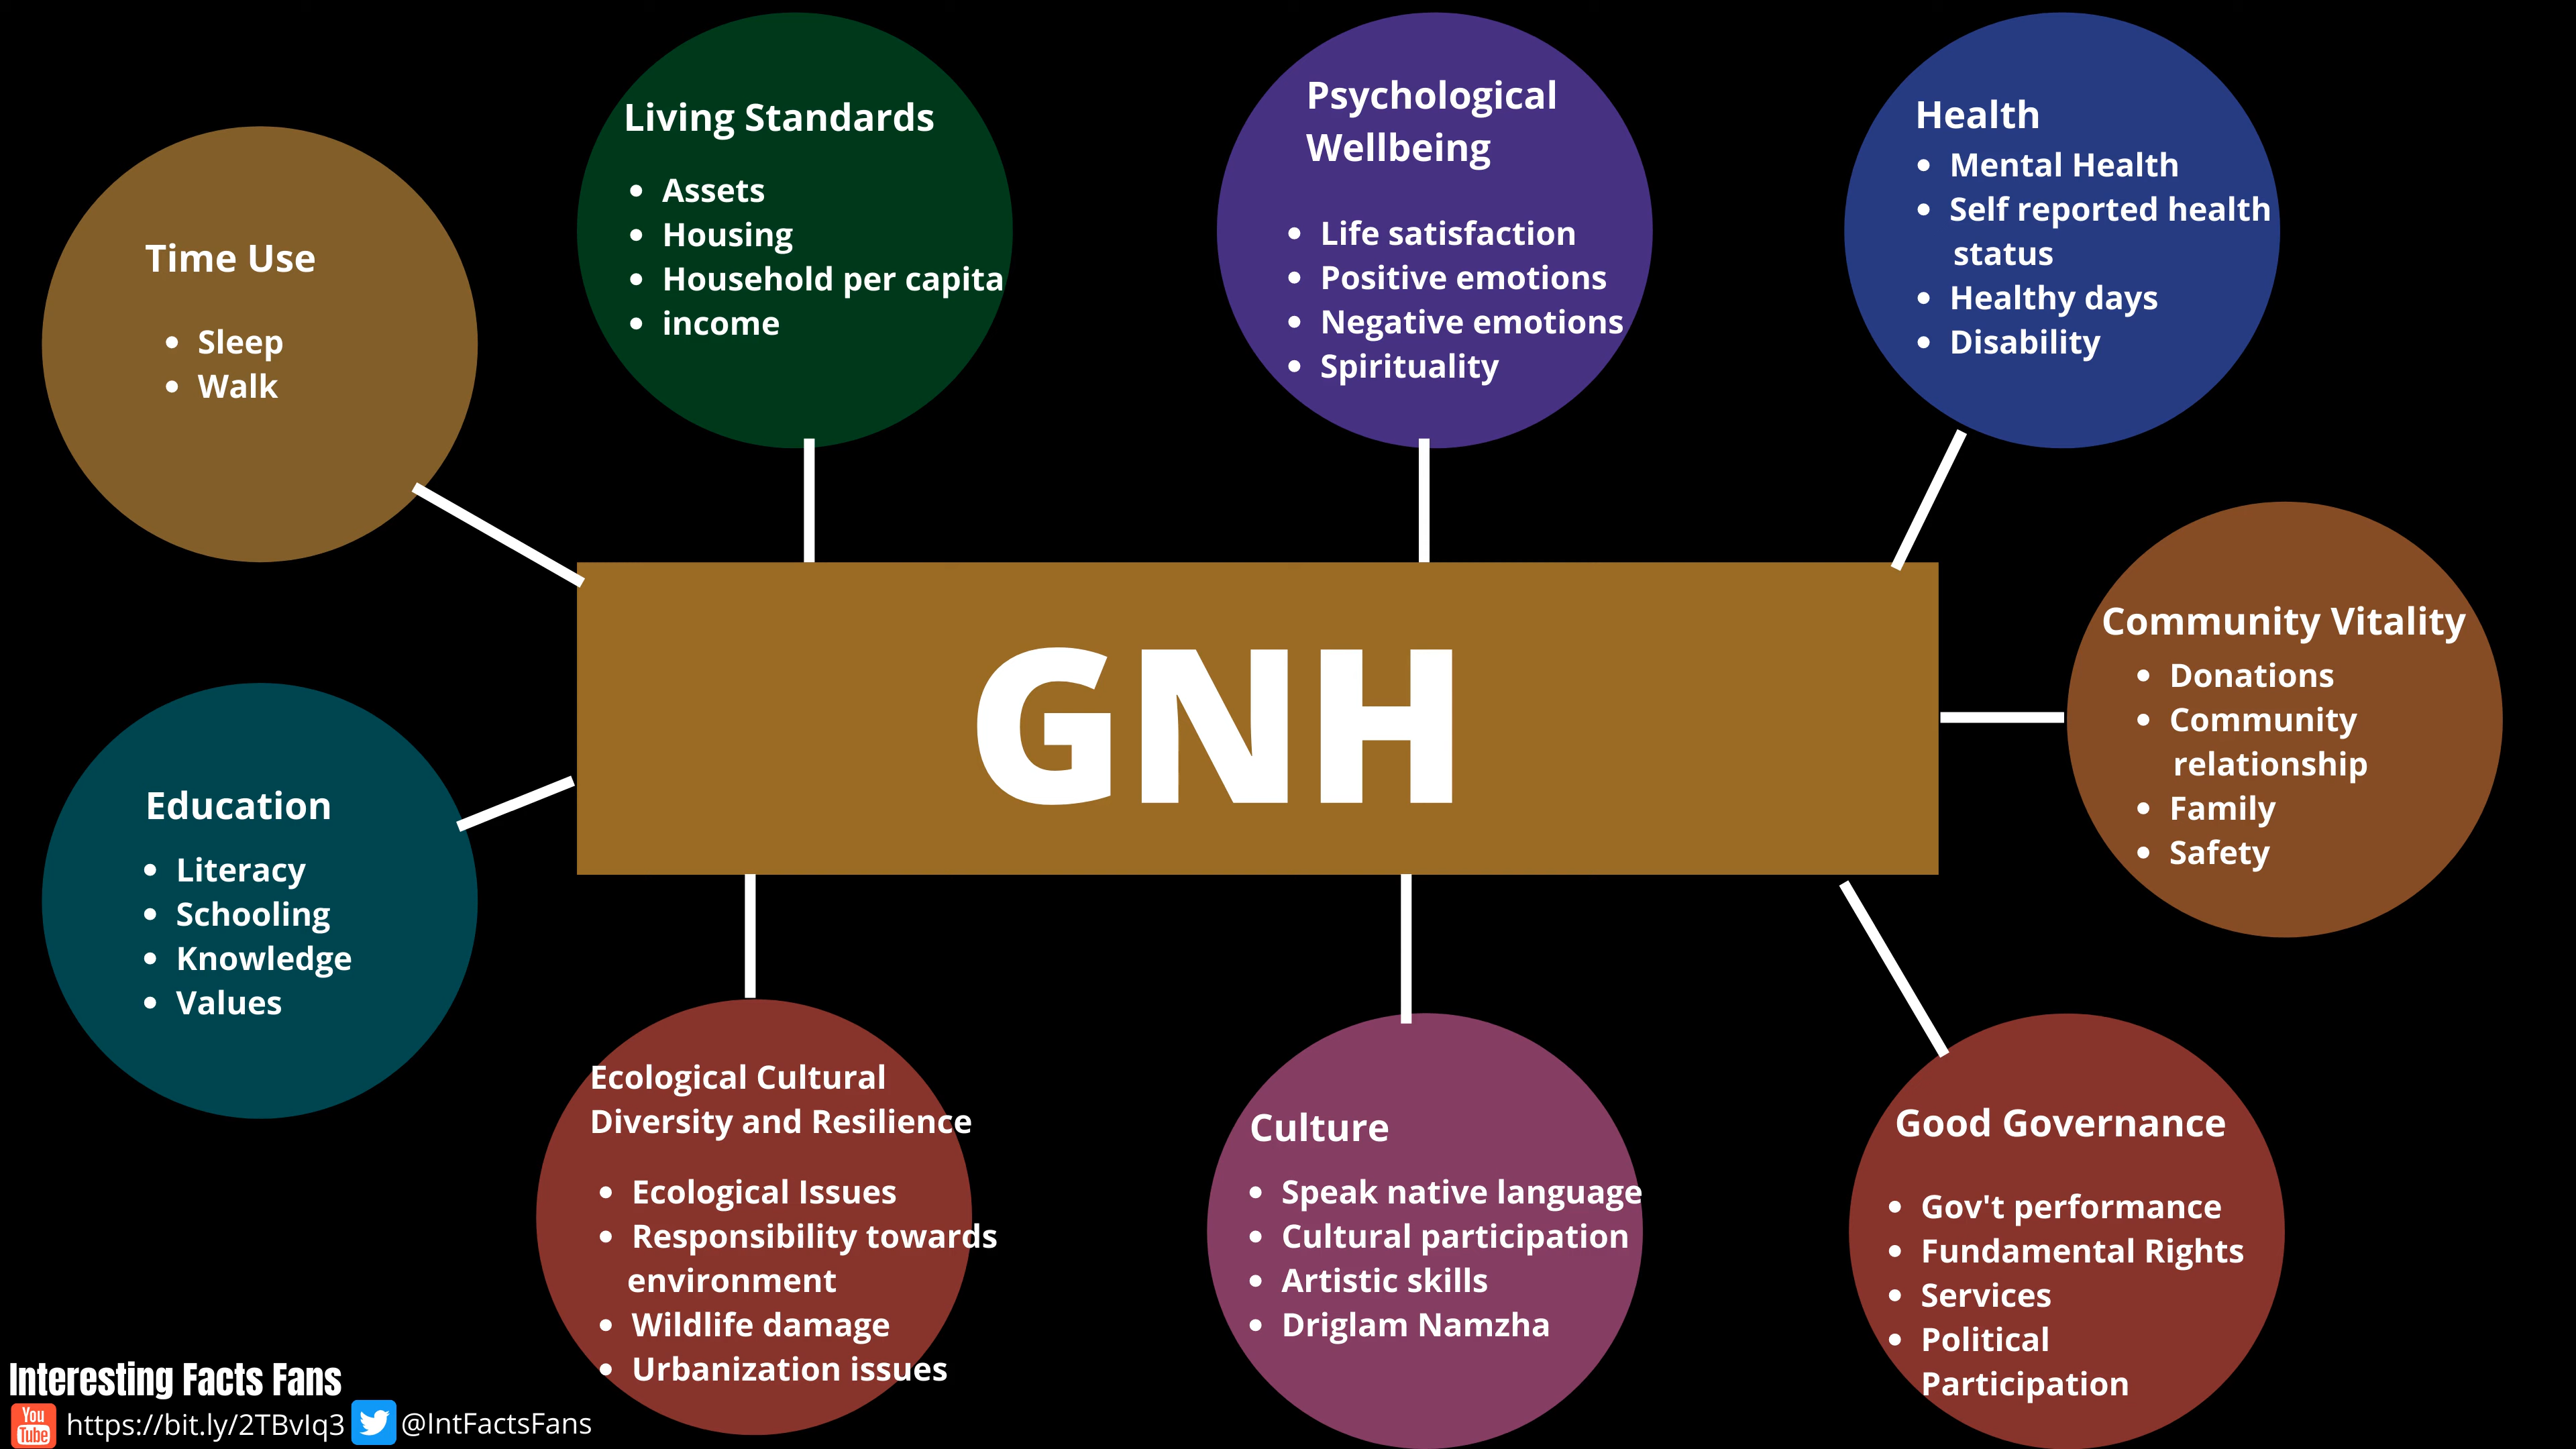 Living Standards
• Assets
• Housing
• Household per capita
• income
Psychological
Wellbeing
• Life satisfaction
• Positive emotions
• Negative emotions
• Spirituality
Health
• Mental Health
• Self reported health
status
• Healthy days
• Disability
Time Use
• Sleep
• Walk
GNH
Community Vitality
• Donations
• Community
relationship
• Family
• Safety
Education
• Literacy
• Schooling
• Knowledge
• Values
Ecological Cultural
Diversity and Resilience
• Ecological Issues
• Responsibility towards
environment
• Wildlife damage
• Urbanization issues
Culture
• Speak native language
• Cultural participation
• Artistic skills
• Driglam Namzha
Good Governance
• Gov't performance
• Fundamental Rights
• Services
• Political
Participation
Interesting Facts Fans
You
Tube
https://bit.ly/2TBvIq3
@IntFactsFans